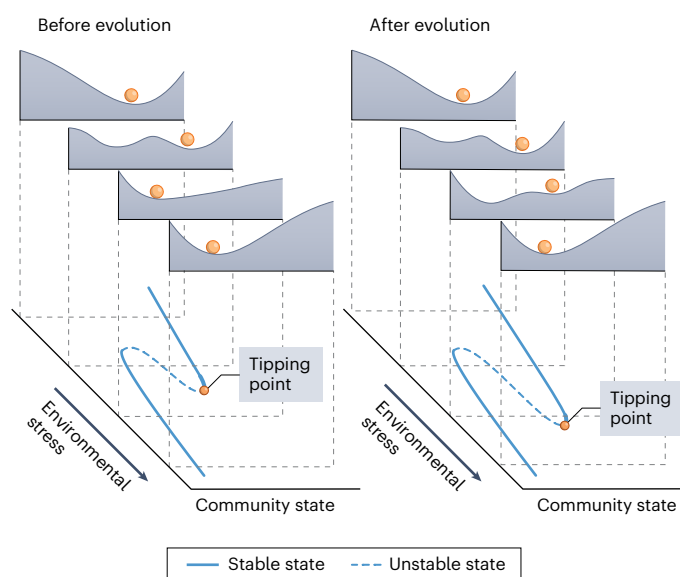 Before evolution
After evolution
Tipping
point
Tipping
point
Environmental
stress
Environmental
stress
Community state
Community state
Stable state
Unstable state